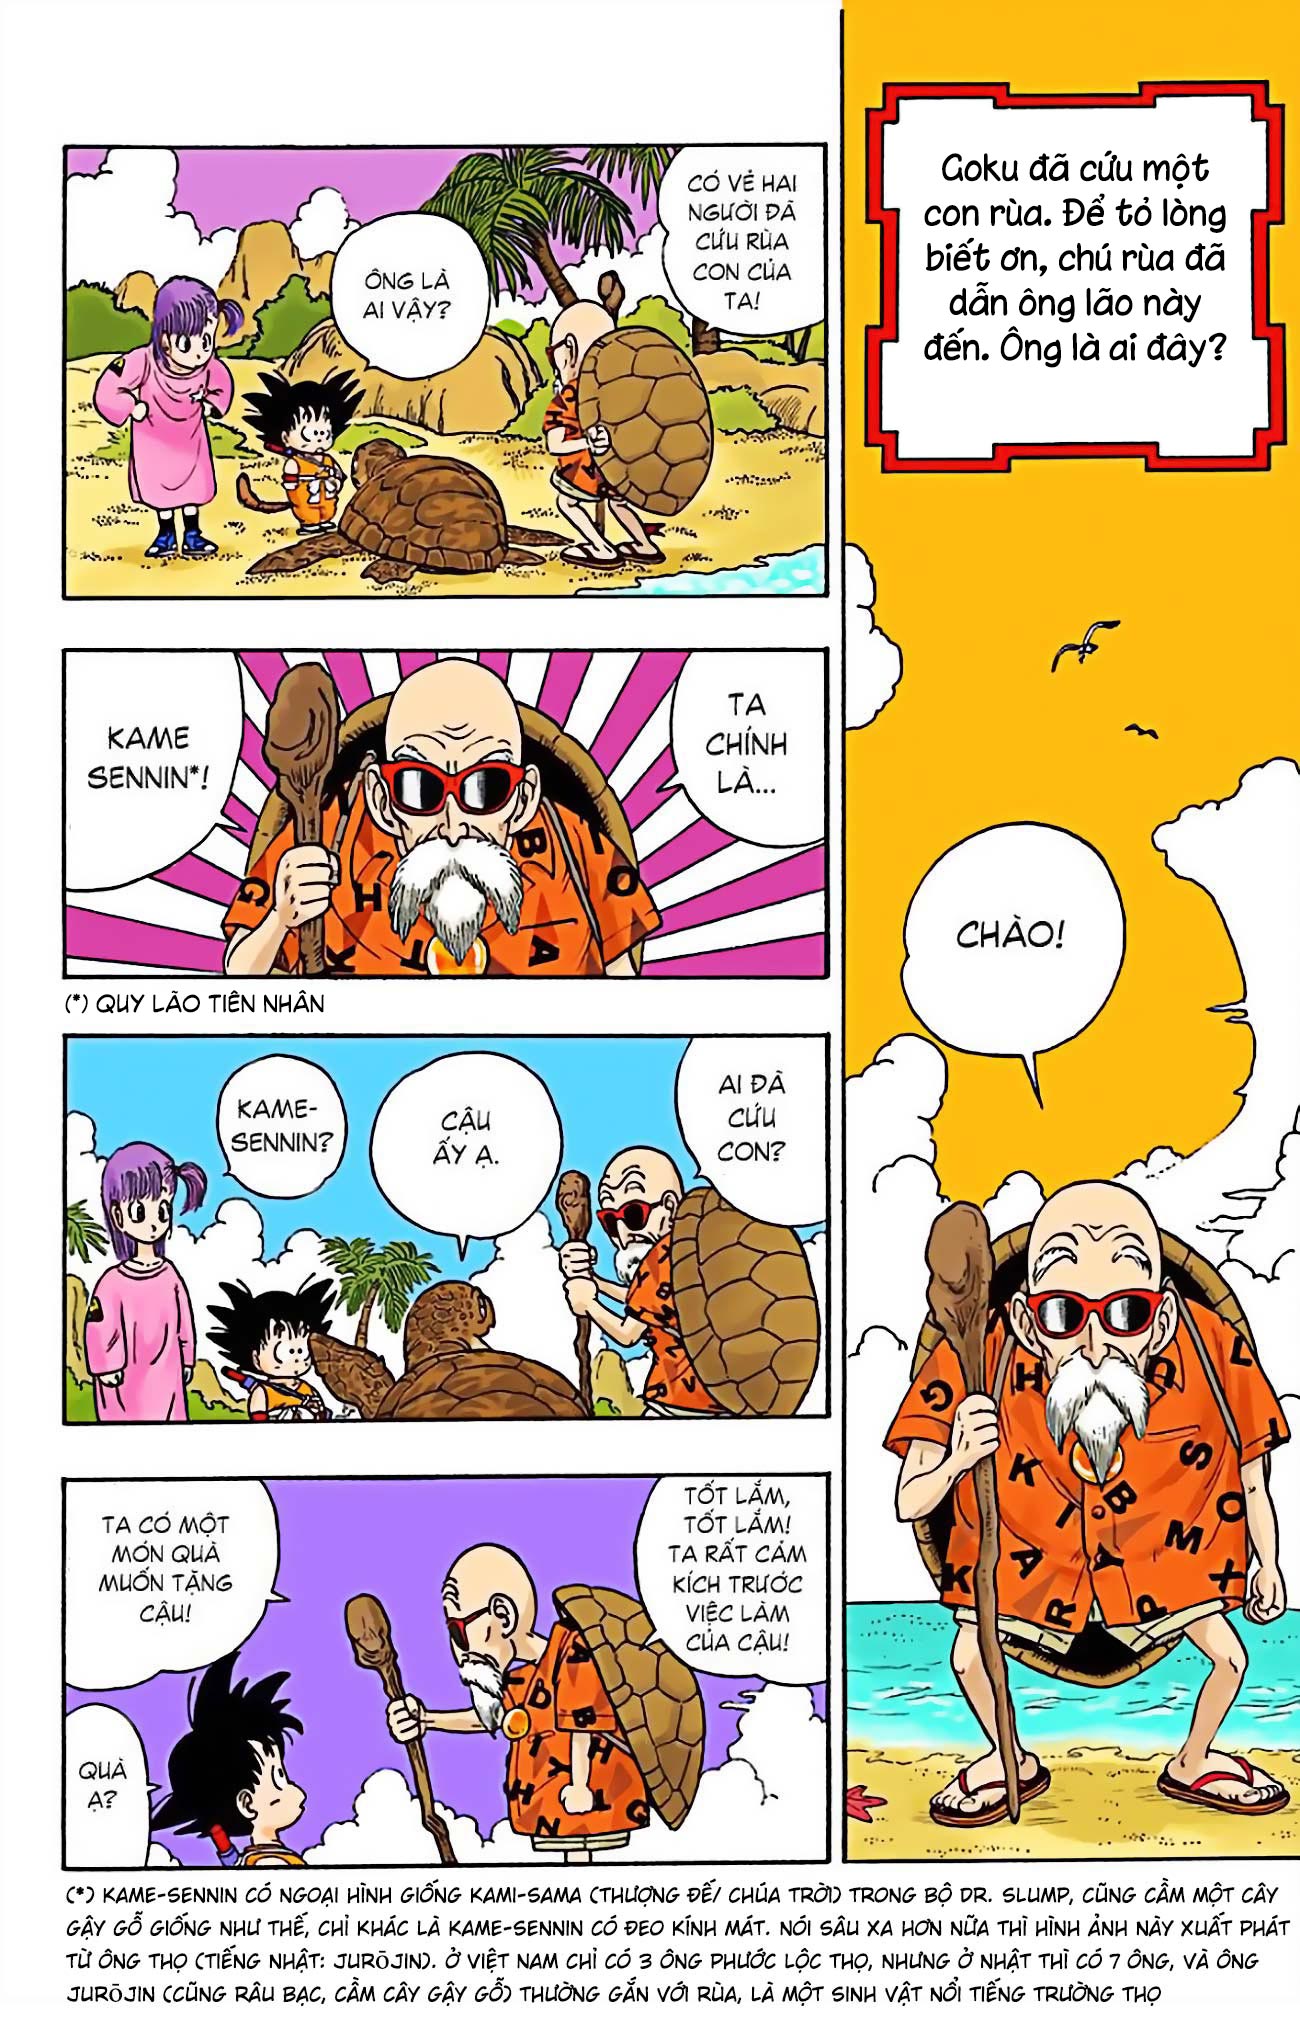 Goku đã cứu một
con rùa. Để tỏ lòng
biết ơn, chú rùa đã
dẫn ông lão này
đến. Ông là ai đây?
CHÀO!
CÓ VẺ HAI
NGƯỜI ĐÃ
CỨU RÙA
CON CỦA
TA!
ÔNG LÀ
AI VẬY?
TA
CHÍNH
LÀ...
KAME
SENNIN*!
(*) QUY LÃO TIÊN NHÂN
AI ĐÃ
CỨU
CON?
CẬU
ẤY Ạ.
KAME-
SENNIN?
TỐT LẮM,
TỐT LẮM!
TA RẤT CẢM
KÍCH TRƯỚC
VIỆC LÀM
CỦA CẬU!
TA CÓ MỘT
MÓN QUÀ
MUỐN TẶNG
CẬU!
QUÀ
Ạ?
(*) KAME-SENNIN CÓ NGOẠI HÌNH GIỐNG KAMI-SAMA (THƯỢNG ĐẾ/ CHÚA TRỜI) TRONG BỘ DR. SLUMP, CŨNG CẦM MỘT CÂY
GẬY GỖ GIỐNG NHƯ THẾ, CHỈ KHÁC LÀ KAME-SENNIN CÓ ĐEO KÍNH MÁT. NÓI SÂU XA HƠN NỮA THÌ HÌNH ẢNH NÀY XUẤT PHÁT
TỪ ÔNG THỌ (TIẾNG NHẬT: JURŌJIN). Ở VIỆT NAM CHỈ CÓ 3 ÔNG PHƯỚC LỘC THỌ, NHƯNG Ở NHẬT THÌ CÓ 7 ÔNG, VÀ ÔNG
JURŌJIN (CŨNG RÂU BẠC, CẦM CÂY GẬY GỖ) THƯỜNG GẮN VỚI RÙA, LÀ MỘT SINH VẬT NỔI TIẾNG TRƯỜNG THỌ